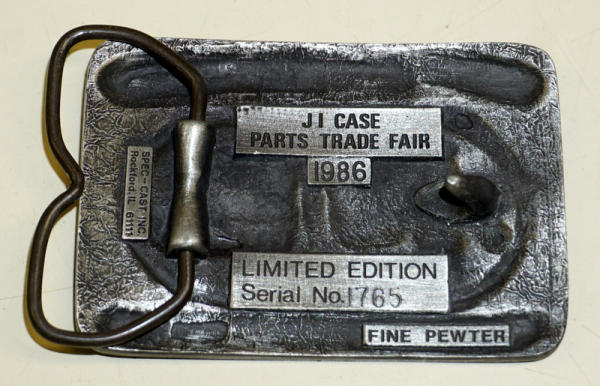 J I CASE
PARTS TRADE FAIR
1986
SPEC-CAST INC.
Rockford, IL 61111
LIMITED EDITION
Serial No. 1765
FINE PEWTER